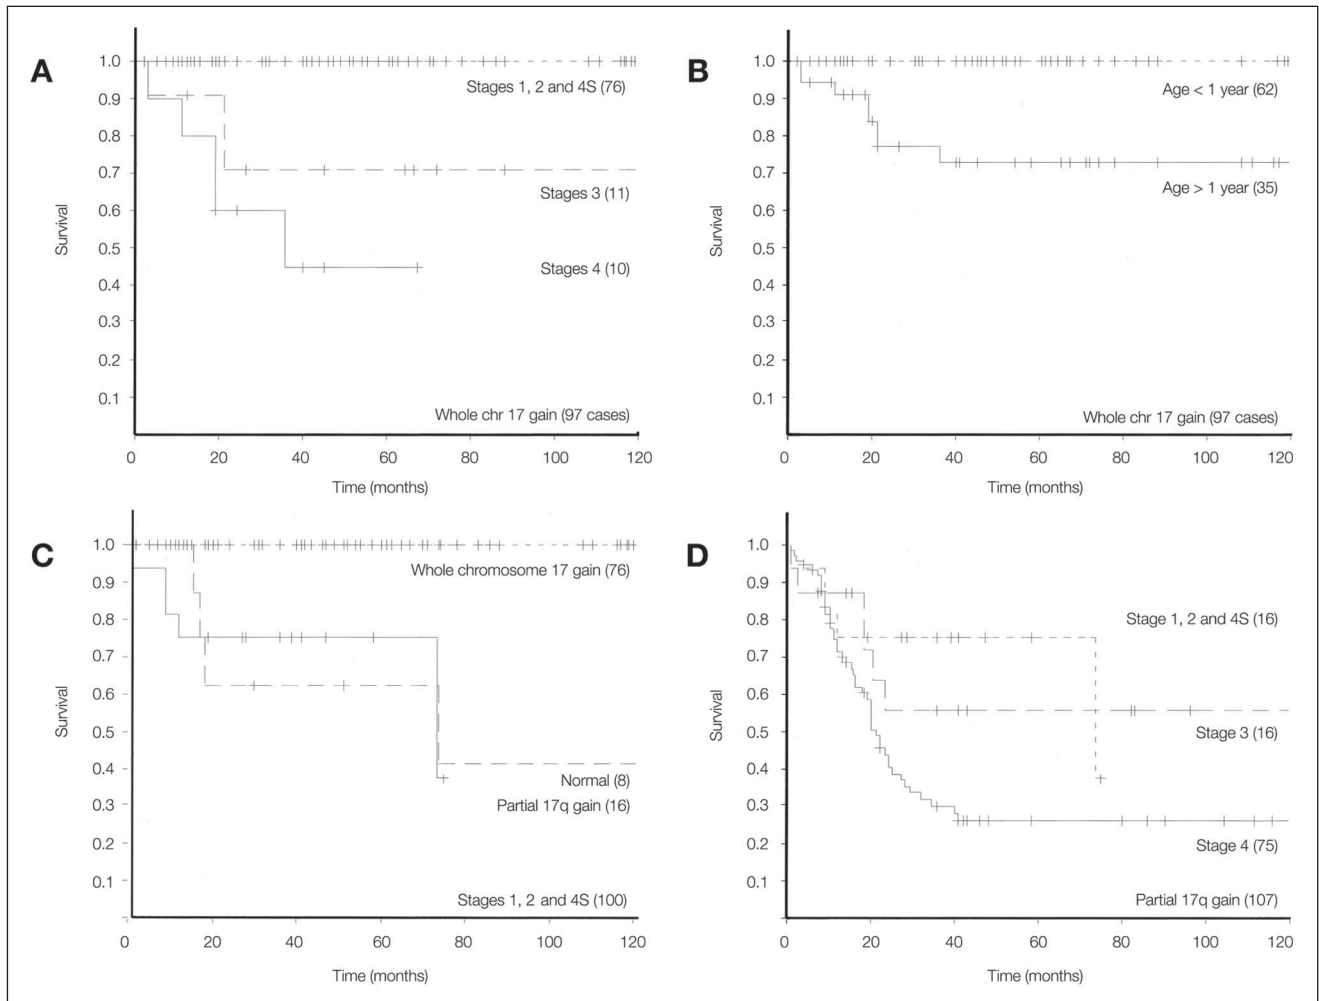 A
Survival
1.0
0.9
0.8
0.7
0.6
0.5
0.4
0.3
0.2
0.1
Stages 1, 2 and 4S (76)
Stages 3 (11)
Stages 4 (10)
Whole chr 17 gain (97 cases)
0 20 40 60 80 100 120
Time (months)
B
Survival
1.0
0.9
0.8
0.7
0.6
0.5
0.4
0.3
0.2
0.1
Age < 1 year (62)
Age > 1 year (35)
Whole chr 17 gain (97 cases)
0 20 40 60 80 100 120
Time (months)
C
Survival
1.0
0.9
0.8
0.7
0.6
0.5
0.4
0.3
0.2
0.1
Whole chromosome 17 gain (76)
Normal (8)
Partial 17q gain (16)
Stages 1, 2 and 4S (100)
0 20 40 60 80 100 120
Time (months)
D
Survival
1.0
0.9
0.8
0.7
0.6
0.5
0.4
0.3
0.2
0.1
Stage 1, 2 and 4S (16)
Stage 3 (16)
Stage 4 (75)
Partial 17q gain (107)
0 20 40 60 80 100 120
Time (months)